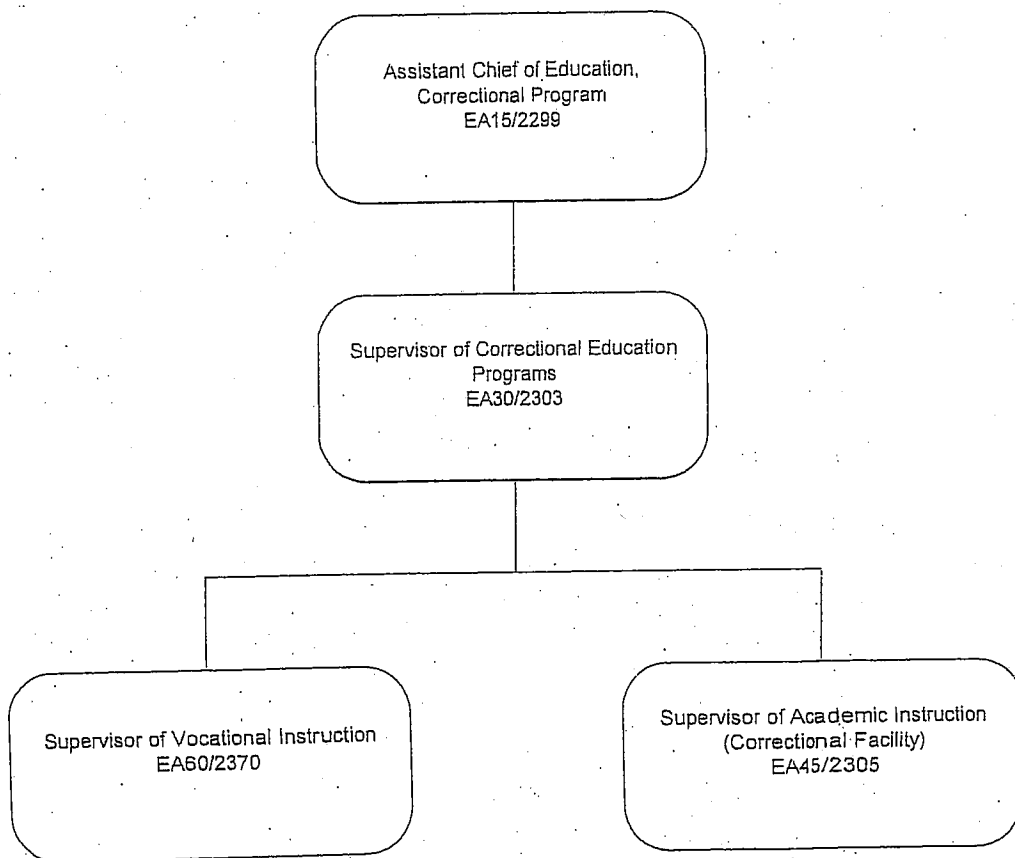 Assistant Chief of Education,
Correctional Program
EA15/2299
Supervisor of Correctional Education
Programs
EA30/2303
Supervisor of Vocational Instruction
EA60/2370
Supervisor of Academic Instruction
(Correctional Facility)
EA45/2305